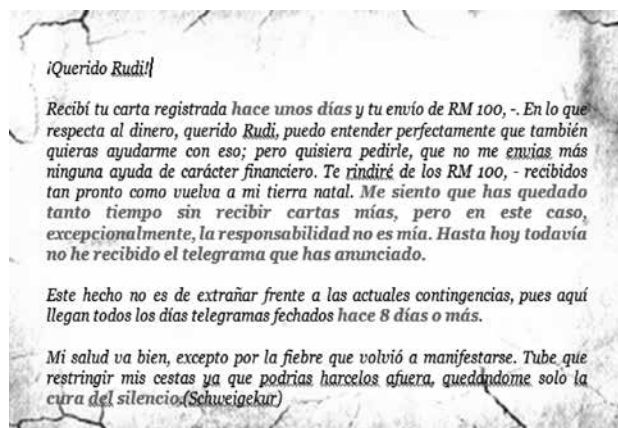 ¡Querido Rudi!
Recibí tu carta registrada hace unos días y tu envío de RM 100, -. En lo que
respecta al dinero, querido Rudi, puedo entender perfectamente que también
quieras ayudarme con eso; pero quisiera pedirle, que no me envias más
ninguna ayuda de carácter financiero. Te rindiré de los RM 100, - recibidos
tan pronto como vuelva a mi tierra natal. Me siento que has quedado
tanto tiempo sin recibir cartas mías, pero en este caso,
excepcionalmente, la responsabilidad no es mía. Hasta hoy todavía
no he recibido el telegrama que has anunciado.
Este hecho no es de extrañar frente a las actuales contingencias, pues aquí
llegan todos los días telegramas fechados hace 8 días o más.
Mi salud va bien, excepto por la fiebre que volvió a manifestarse. Tube que
restringir mis cestas ya que podrias harcelos afuera, quedándome solo la
cura del silencio.(Schweigekur)